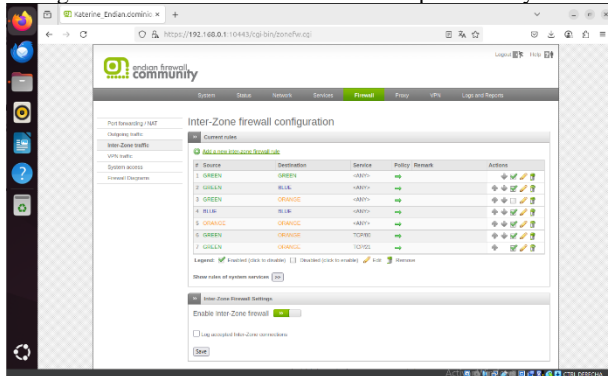 Katerine_Endian.dominic ×
https://192.168.0.1:10443/cgi-bin/zonefw.cgi
endian firewall
community
Logout Help
System Status Network Services Firewall Proxy VPN Logs and Reports
Port forwarding / NAT
Outgoing traffic
Inter-Zone traffic
VPN traffic
System access
Firewall Diagrams
Inter-Zone firewall configuration
Current rules
Add a new inter-zone firewall rule
# Source Destination Service Policy Remark Actions
1 GREEN GREEN <ANY>
2 GREEN BLUE <ANY>
3 GREEN ORANGE <ANY>
4 BLUE BLUE <ANY>
5 ORANGE ORANGE <ANY>
6 GREEN ORANGE
7 GREEN ORANGE
Legend: Enabled (click to disable) Disabled (click to enable) Edit Remove
Show rules of system services >>
Inter-Zone Firewall Settings
Enable Inter-Zone firewall
Log accepted Inter-Zone connections
Save
CTRL DERECHA